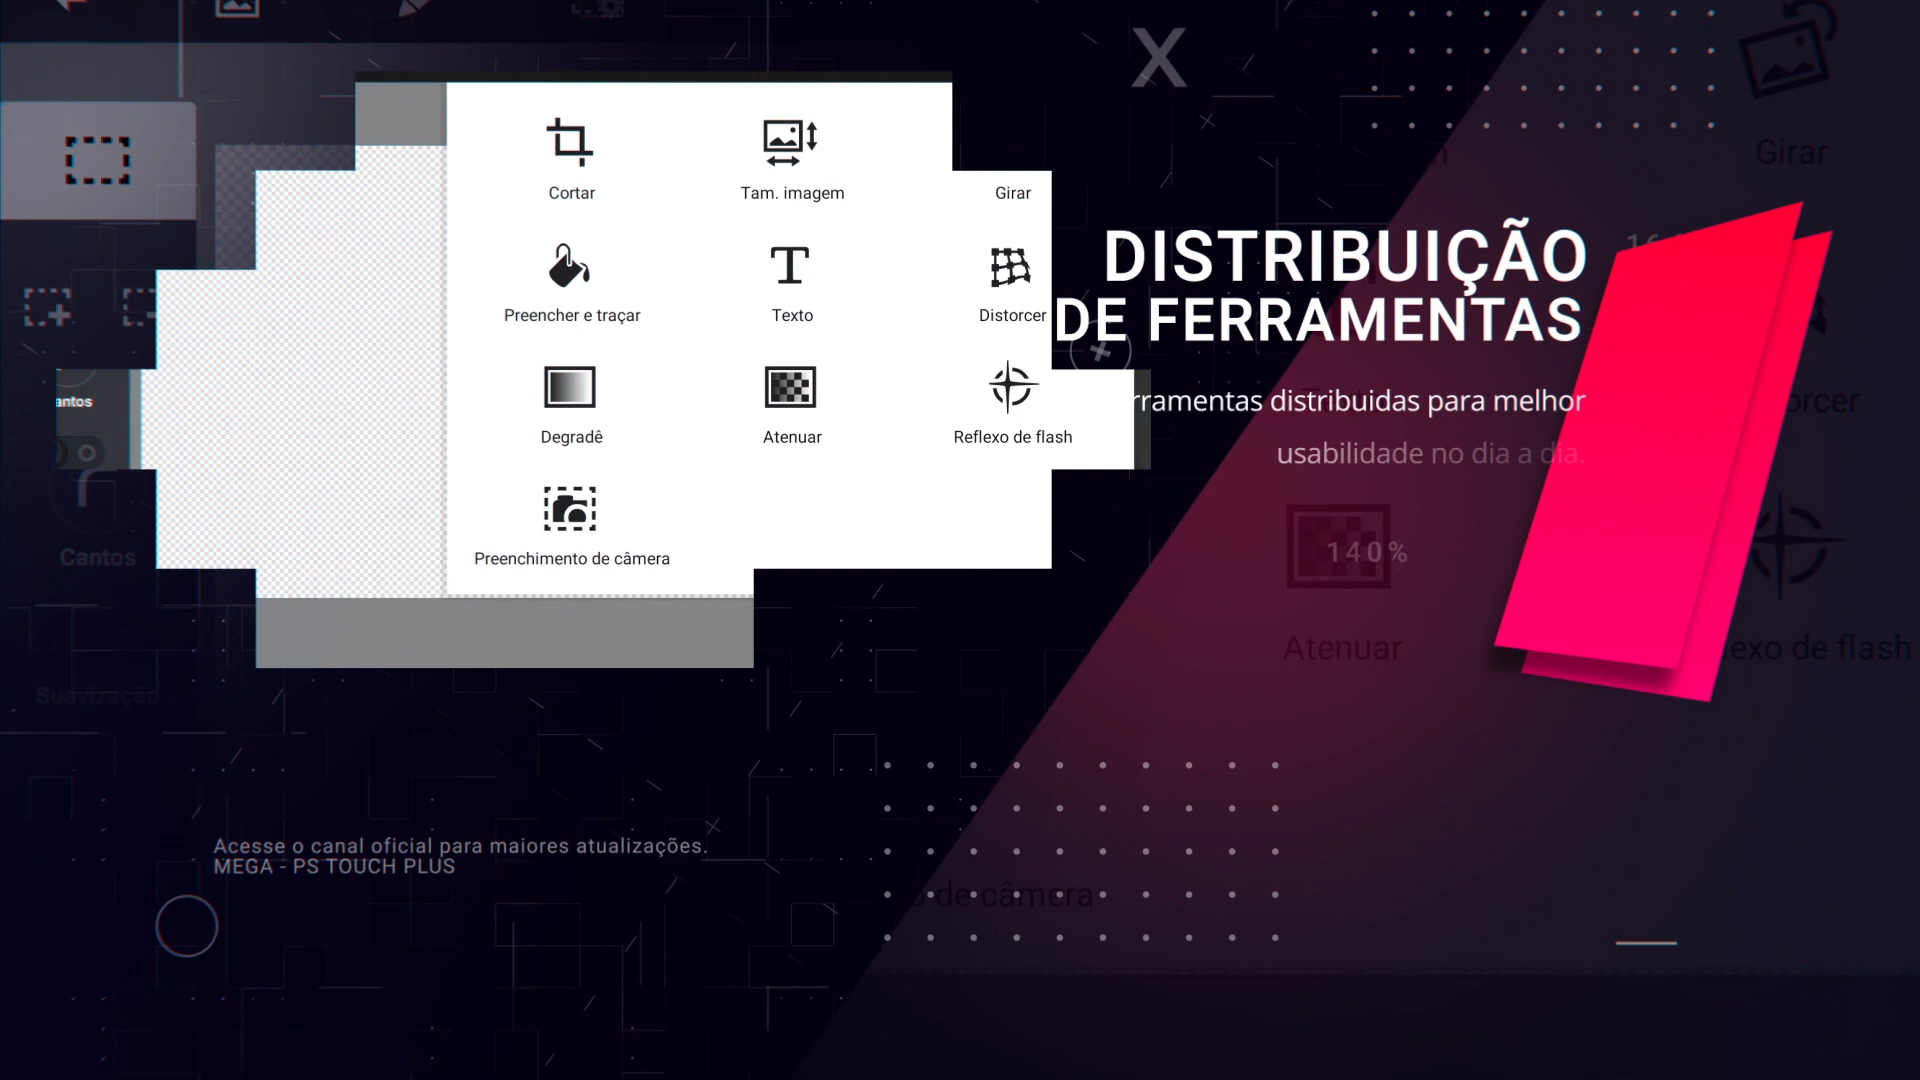 Cortar
Tam. imagem
Girar
Preencher e traçar
Texto
Distorcer
Degradê
Atenuar
Reflexo de flash
Preenchimento de câmera
X
Girar
DISTRIBUIÇÃO
DE FERRAMENTAS
rramentas distribuidas para melhor
usabilidade no dia a dia.
orcer
140%
Atenuar
lexo de flash
antos
Cantos
Suavização
de câmera
Acesse o canal oficial para maiores atualizações.
MEGA - PS TOUCH PLUS